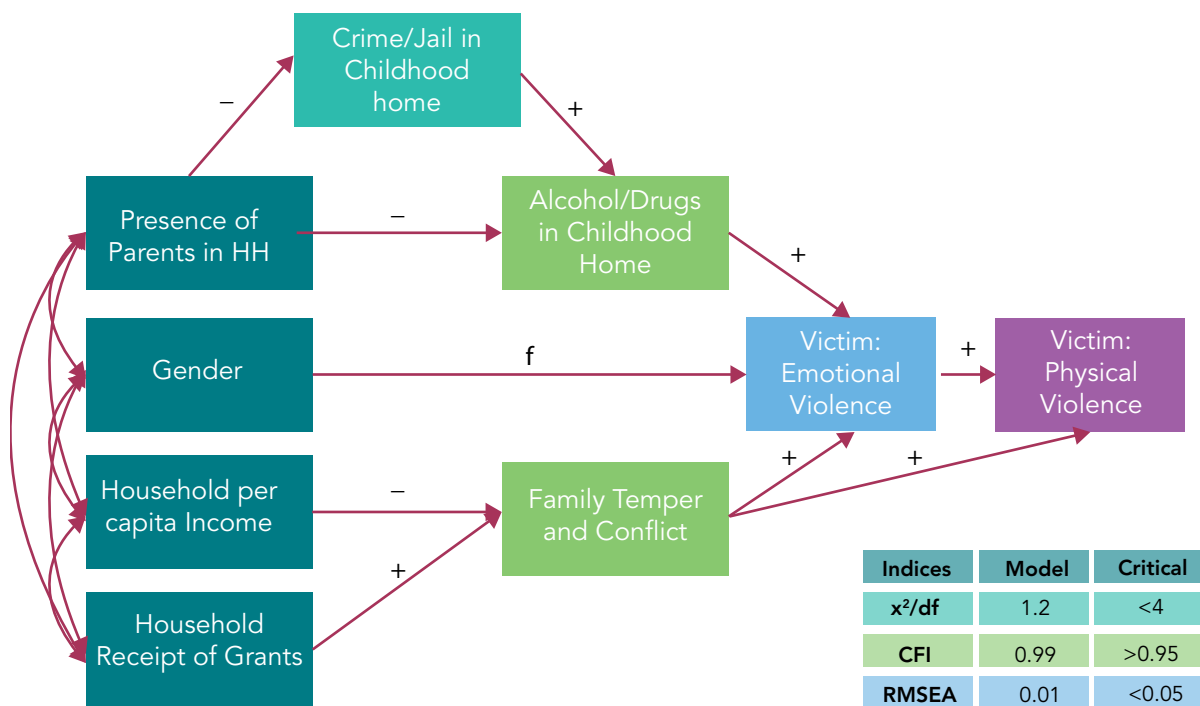 Crime/Jail in
Childhood
home
–
+
Presence of
Parents in HH
–
Alcohol/Drugs
in Childhood
Home
+
Gender
f
Victim:
Emotional
Violence
+
Victim:
Physical
Violence
Household per
capita Income
–
Family Temper
and Conflict
+
+
+
Household
Receipt of Grants
Indices Model Critical
x²/df 1.2 <4
CFI 0.99 >0.95
RMSEA 0.01 <0.05